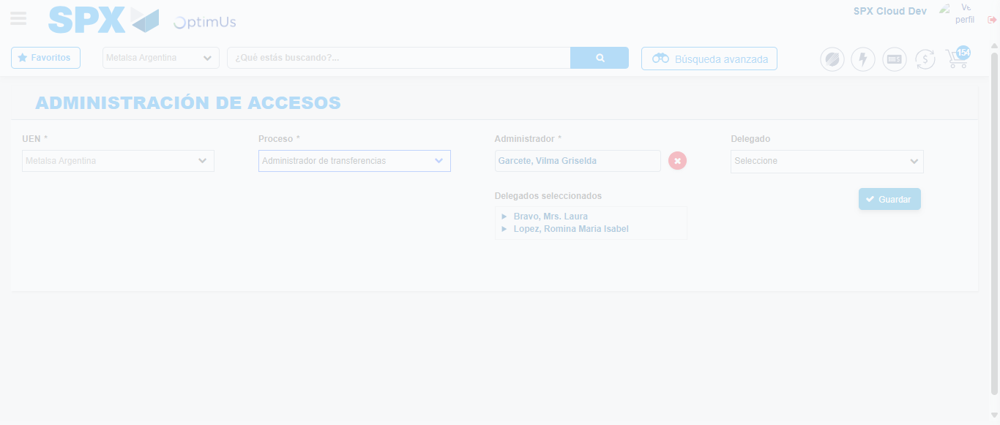 SPX
OptimUs
SPX Cloud Dev
Ve
perfil
Favoritos
Metalsa Argentina
¿Qué estás buscando?...
Búsqueda avanzada
$
154
ADMINISTRACIÓN DE ACCESOS
UEN *
Proceso *
Administrador *
Delegado
Metalsa Argentina
Administrador de transferencias
Garcete, Vilma Griselda
Seleccione
Delegados seleccionados
Guardar
Bravo, Mrs. Laura
Lopez, Romina Maria Isabel